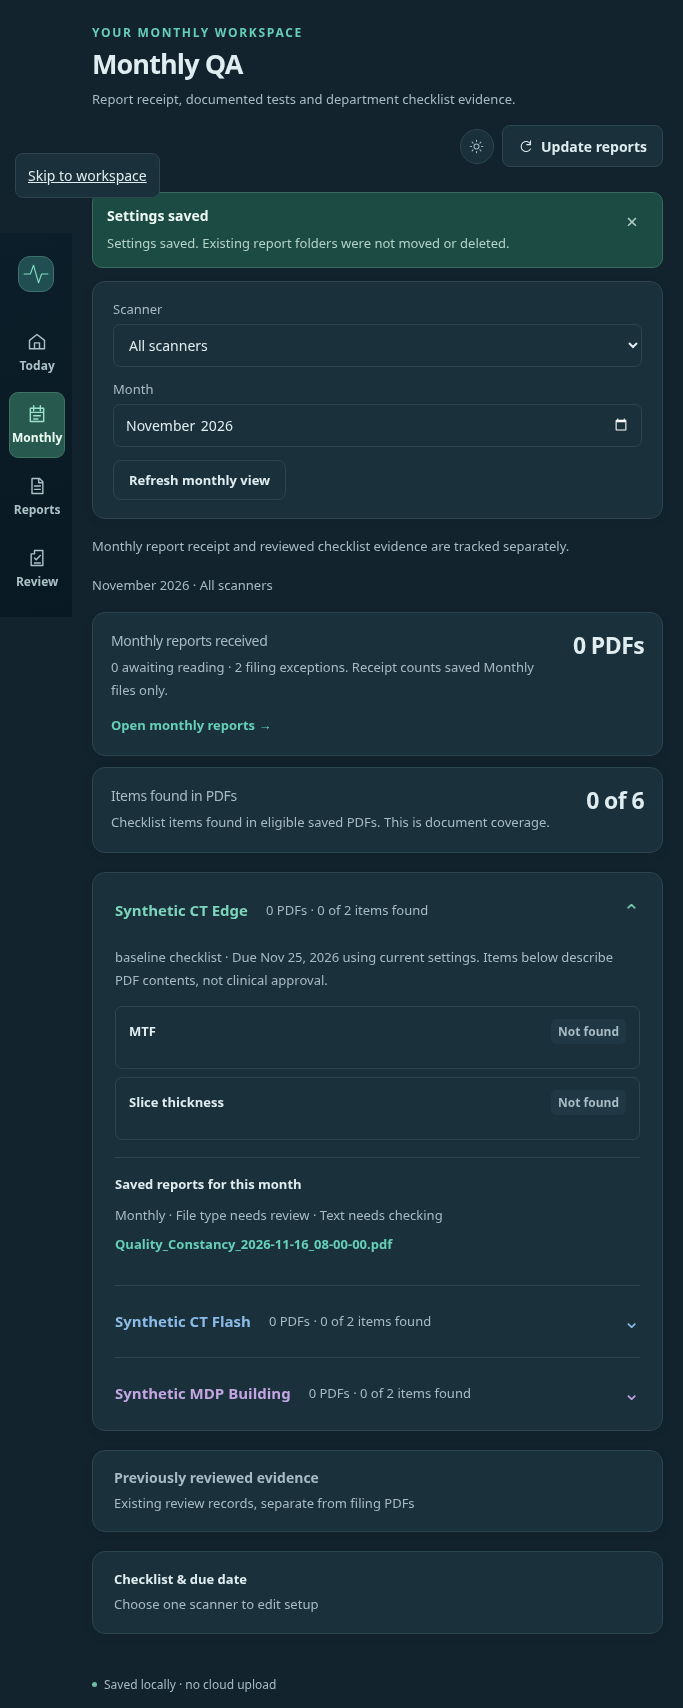 YOUR MONTHLY WORKSPACE
Monthly QA
Report receipt, documented tests and department checklist evidence.
Update reports
Skip to workspace
Settings saved
Settings saved. Existing report folders were not moved or deleted.
×
Today
Monthly
Reports
Review
Scanner
All scanners
Month
November 2026
Refresh monthly view
Monthly report receipt and reviewed checklist evidence are tracked separately.
November 2026 · All scanners
Monthly reports received
0 PDFs
0 awaiting reading · 2 filing exceptions. Receipt counts saved Monthly
files only.
Open monthly reports →
Items found in PDFs
0 of 6
Checklist items found in eligible saved PDFs. This is document coverage.
Synthetic CT Edge 0 PDFs · 0 of 2 items found
baseline checklist · Due Nov 25, 2026 using current settings. Items below describe
PDF contents, not clinical approval.
MTF Not found
Slice thickness Not found
Saved reports for this month
Monthly · File type needs review · Text needs checking
Quality_Constancy_2026-11-16_08-00-00.pdf
Synthetic CT Flash 0 PDFs · 0 of 2 items found
Synthetic MDP Building 0 PDFs · 0 of 2 items found
Previously reviewed evidence
Existing review records, separate from filing PDFs
Checklist & due date
Choose one scanner to edit setup
Saved locally · no cloud upload